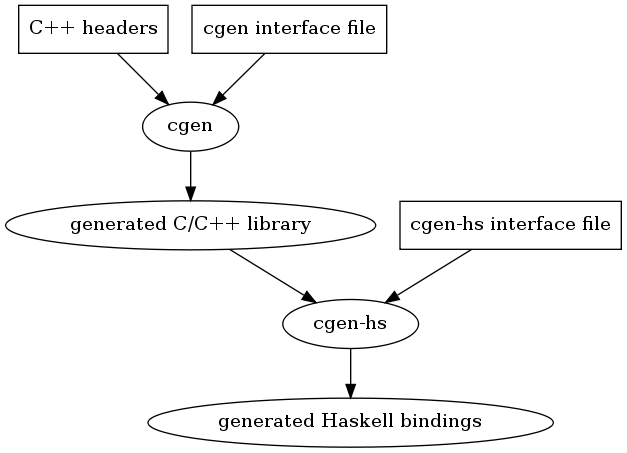 C++ headers
cgen interface file
cgen
generated C/C++ library
cgen-hs interface file
cgen-hs
generated Haskell bindings